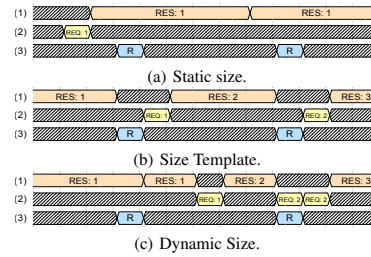 (1) RES: 1 RES: 1
(2) REQ: 1
(3) R R
(a) Static size.
(1) RES: 1 RES: 2 RES: 3
(2) REQ: 1 REQ: 2
(3) R R
(b) Size Template.
(1) RES: 1 RES: 1 RES: 2 RES: 3
(2) REQ: 1 REQ: 2 REQ: 2
(3) R R
(c) Dynamic Size.